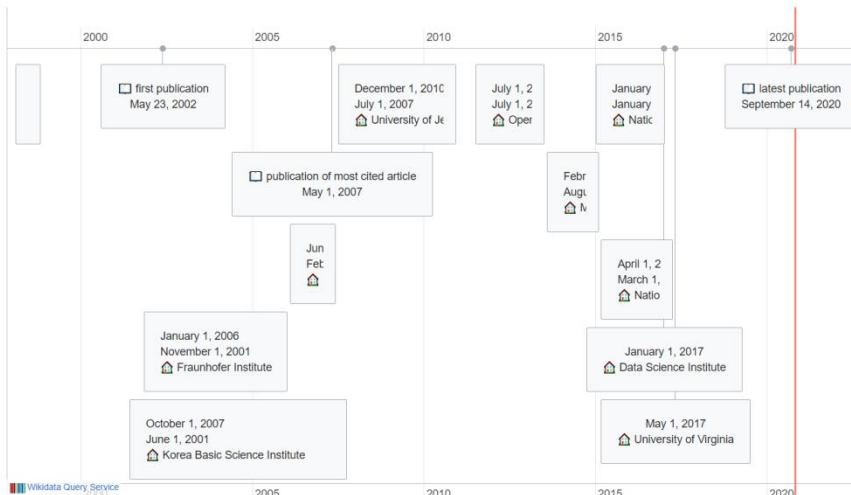 2000 2005 2010 2015 2020
first publication
May 23, 2002
December 1, 2010
July 1, 2007
University of Je
July 1, 2
July 1, 2
Oper
January
January
Natic
latest publication
September 14, 2020
publication of most cited article
May 1, 2007
Febr
Augu
M
Jun
Feb
April 1, 2
March 1,
Natio
January 1, 2006
November 1, 2001
Fraunhofer Institute
January 1, 2017
Data Science Institute
October 1, 2007
June 1, 2001
Korea Basic Science Institute
May 1, 2017
University of Virginia
Wikidata Query Service
2000 2005 2010 2015 2020